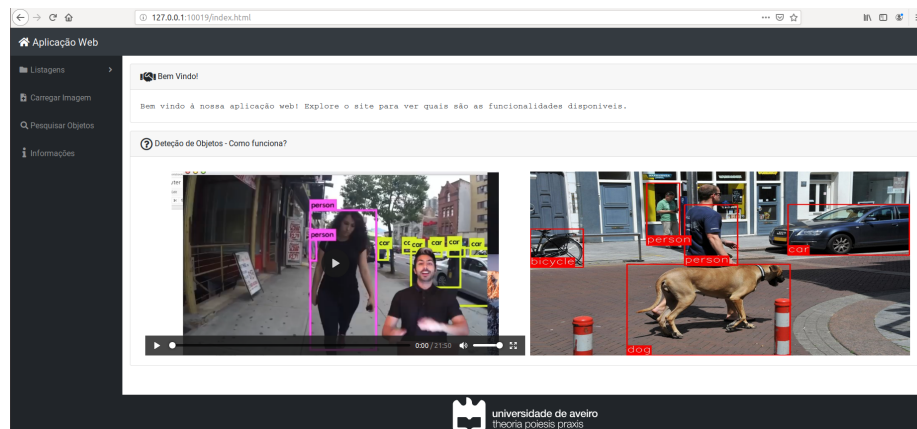 127.0.0.1:10019/index.html
Aplicação Web
Listagens
Carregar Imagem
Pesquisar Objetos
Informações
Bem Vindo!
Bem vindo à nossa aplicação web! Explore o site para ver quais são as funcionalidades disponiveis.
Deteção de Objetos - Como funciona?
person
person
car
car
car
car
car
0:00 / 21:50
person
person
car
bicycle
dog
universidade de aveiro
theoria poiesis praxis